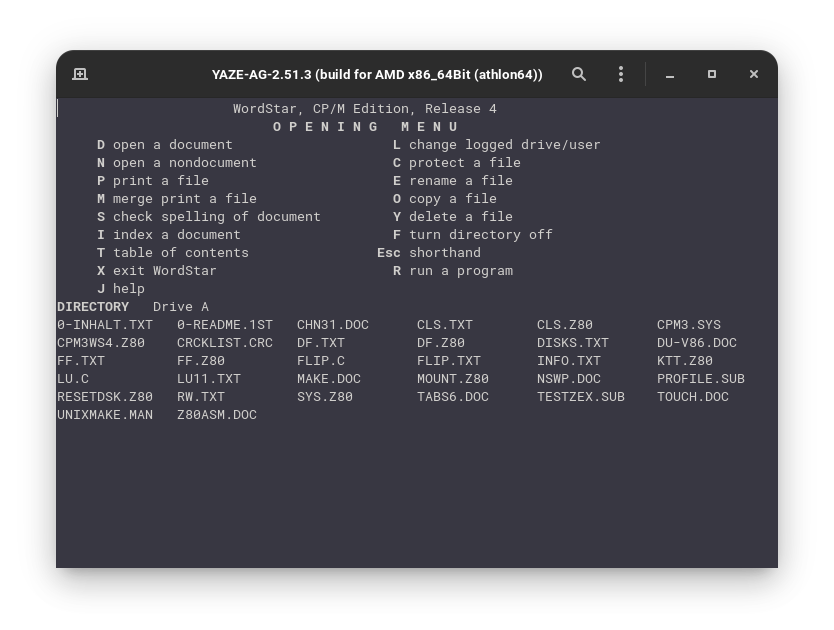 YAZE-AG-2.51.3 (build for AMD x86_64Bit (athlon64))
WordStar, CP/M Edition, Release 4
O P E N I N G   M E N U
D open a document L change logged drive/user
N open a nondocument C protect a file
P print a file E rename a file
M merge print a file O copy a file
S check spelling of document Y delete a file
I index a document F turn directory off
T table of contents Esc shorthand
X exit WordStar R run a program
J help
DIRECTORY Drive A
0-INHALT.TXT 0-README.1ST CHN31.DOC CLS.TXT CLS.Z80 CPM3.SYS
CPM3WS4.Z80 CRCKLIST.CRC DF.TXT DF.Z80 DISKS.TXT DU-V86.DOC
FF.TXT FF.Z80 FLIP.C FLIP.TXT INFO.TXT KTT.Z80
LU.C LU11.TXT MAKE.DOC MOUNT.Z80 NSWP.DOC PROFILE.SUB
RESETDSK.Z80 RW.TXT SYS.Z80 TABS6.DOC TESTZEX.SUB TOUCH.DOC
UNIXMAKE.MAN Z80ASM.DOC